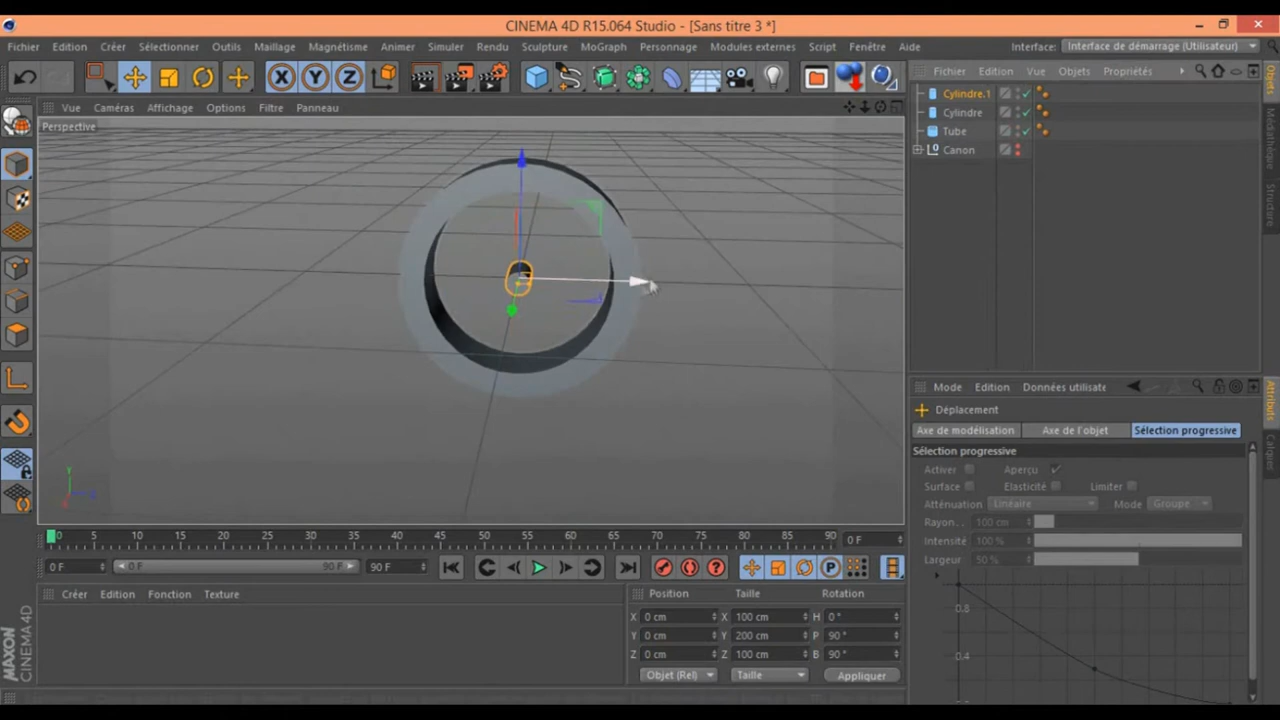 CINEMA 4D R15.064 Studio - [Sans titre 3 *]
Fichier Edition Créer Sélectionner Outils Maillage Magnétisme Animer Simuler Rendu Sculpture MoGraph Personnage Modules externes Script Fenêtre Aide Interface: Interface de démarrage (Utilisateur)
X Y Z
Vue Caméras Affichage Options Filtre Panneau
Perspective
Fichier Edition Vue Objets Propriétés
Cylindre.1
Cylindre
Tube
Canon
Objets
Médiathèque
Structure
Mode Edition Données utilisate
Déplacement
Axe de modélisation Axe de l'objet Sélection progressive
Sélection progressive
Activer Aperçu
Surface Elasticité Limiter
Atténuation Linéaire Mode Groupe
Rayon . . 100 cm
Intensité 100 %
Largeur 50 %
0.8
0.4
Attributs
Calques
Y
0 5 10 15 20 25 30 35 40 45 50 55 60 65 70 75 80 85 90 0 F
0 F 0 F 90 F 90 F P
Créer Edition Fonction Texture
Position Taille Rotation
X 0 cm X 100 cm H 0 °
Y 0 cm Y 200 cm P 90 °
Z 0 cm Z 100 cm B 90 °
Objet (Rel) Taille Appliquer
MAXON
CINEMA 4D